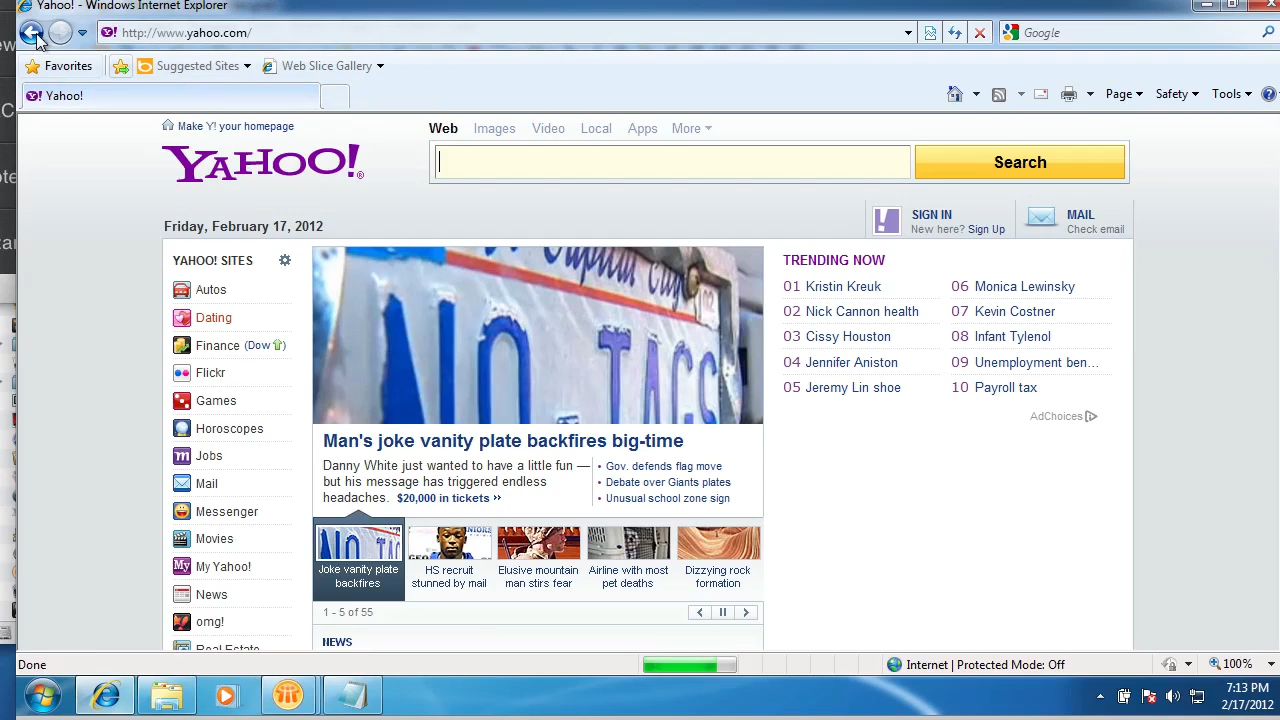 Yahoo! - Windows Internet Explorer
http://www.yahoo.com/
Google
Favorites
Suggested Sites
Web Slice Gallery
Yahoo!
Page
Safety
Tools
Make Y! your homepage
YAHOO!
Web Images Video Local Apps More
Search
Friday, February 17, 2012
SIGN IN
New here? Sign Up
MAIL
Check email
YAHOO! SITES
Autos
Dating
Finance (Dow)
Flickr
Games
Horoscopes
Jobs
Mail
Messenger
Movies
My Yahoo!
News
omg!
Real Estate
Capital City
NO TAGS
Man's joke vanity plate backfires big-time
Danny White just wanted to have a little fun —
but his message has triggered endless
headaches. $20,000 in tickets
• Gov. defends flag move
• Debate over Giants plates
• Unusual school zone sign
Joke vanity plate
backfires
HS recruit
stunned by mail
Elusive mountain
man stirs fear
Airline with most
pet deaths
Dizzying rock
formation
1 - 5 of 55
NEWS
TRENDING NOW
01 Kristin Kreuk
02 Nick Cannon health
03 Cissy Houston
04 Jennifer Aniston
05 Jeremy Lin shoe
06 Monica Lewinsky
07 Kevin Costner
08 Infant Tylenol
09 Unemployment ben...
10 Payroll tax
AdChoices
Done
Internet | Protected Mode: Off
100%
7:13 PM
2/17/2012